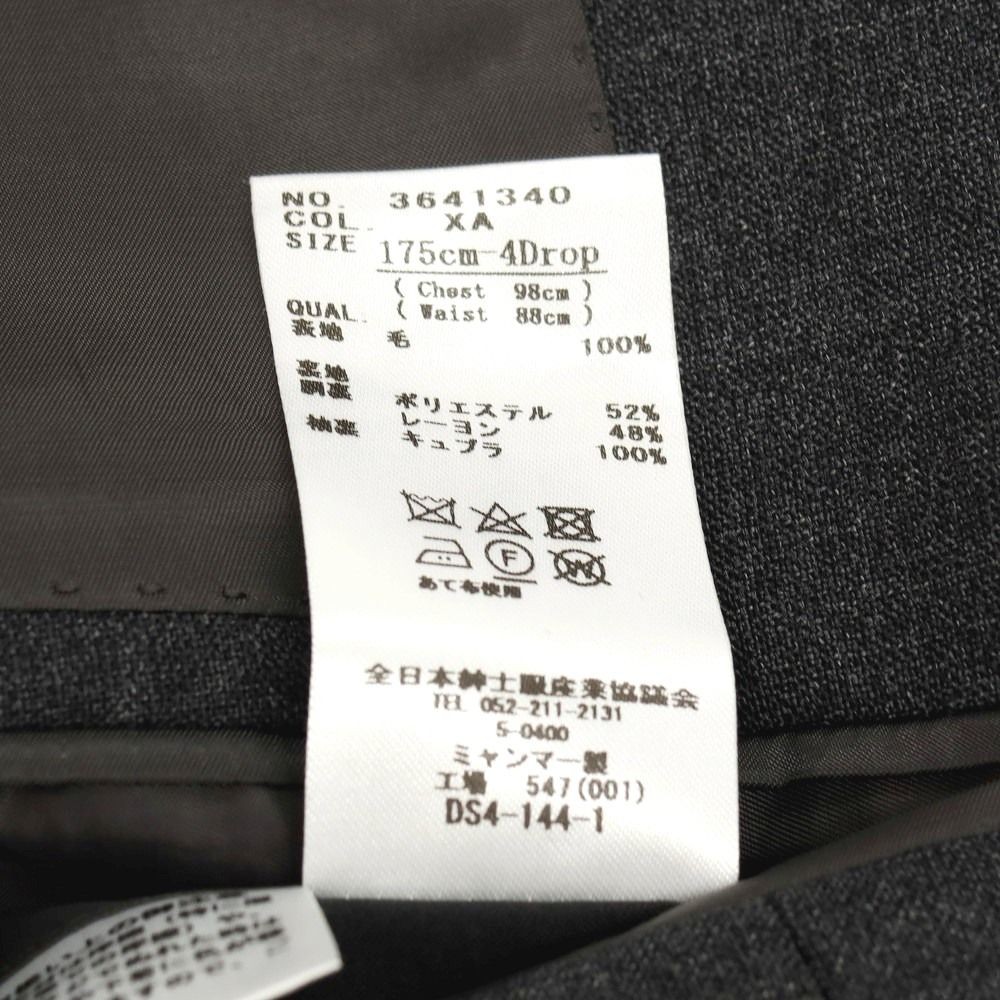 NO. 3641340
COL. XA
SIZE 175cm-4Drop
( Chest 98cm )
QUAL. ( Waist 88cm )
表地 毛 100%
裏地
胴裏 ポリエステル 52%
レーヨン 48%
袖裏 キュプラ 100%
F
W
あて布使用
全日本紳士服産業協議会
TEL 052-211-2131
5-0400
ミャンマー製
工場 547(001)
DS4-144-1